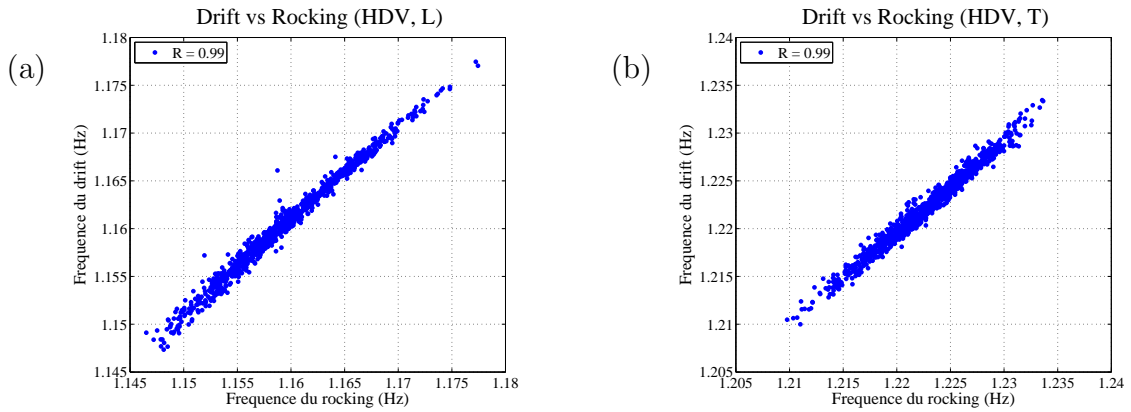 (a)
Drift vs Rocking (HDV, L)
R = 0.99
Frequence du drift (Hz)
1.18
1.175
1.17
1.165
1.16
1.155
1.15
1.145
1.145 1.15 1.155 1.16 1.165 1.17 1.175 1.18
Frequence du rocking (Hz)
(b)
Drift vs Rocking (HDV, T)
R = 0.99
Frequence du drift (Hz)
1.24
1.235
1.23
1.225
1.22
1.215
1.21
1.205
1.205 1.21 1.215 1.22 1.225 1.23 1.235 1.24
Frequence du rocking (Hz)